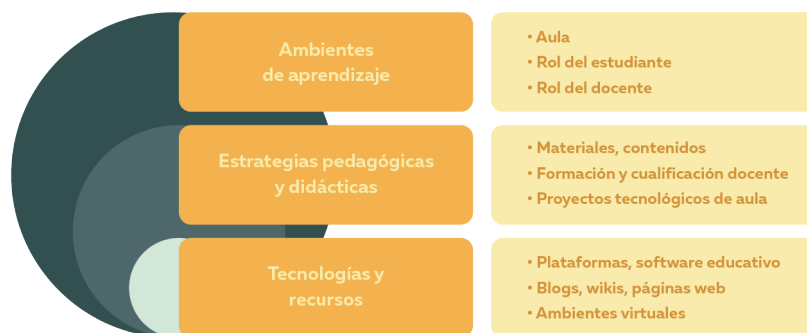 Ambientes
de aprendizaje
• Aula
• Rol del estudiante
• Rol del docente
Estrategias pedagógicas
y didácticas
• Materiales, contenidos
• Formación y cualificación docente
• Proyectos tecnológicos de aula
Tecnologías y
recursos
• Plataformas, software educativo
• Blogs, wikis, páginas web
• Ambientes virtuales